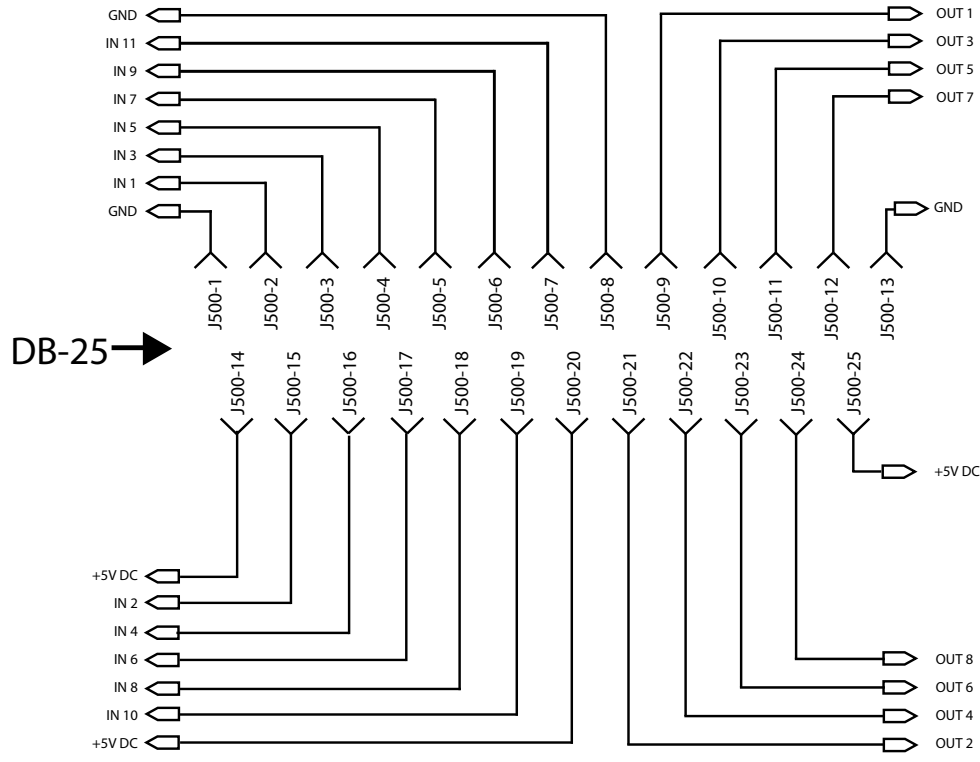 GND
IN 11
IN 9
IN 7
IN 5
IN 3
IN 1
GND
OUT 1
OUT 3
OUT 5
OUT 7
GND
J500-1
J500-2
J500-3
J500-4
J500-5
J500-6
J500-7
J500-8
J500-9
J500-10
J500-11
J500-12
J500-13
DB-25
J500-14
J500-15
J500-16
J500-17
J500-18
J500-19
J500-20
J500-21
J500-22
J500-23
J500-24
J500-25
+5V DC
+5V DC
IN 2
IN 4
IN 6
IN 8
IN 10
+5V DC
OUT 8
OUT 6
OUT 4
OUT 2